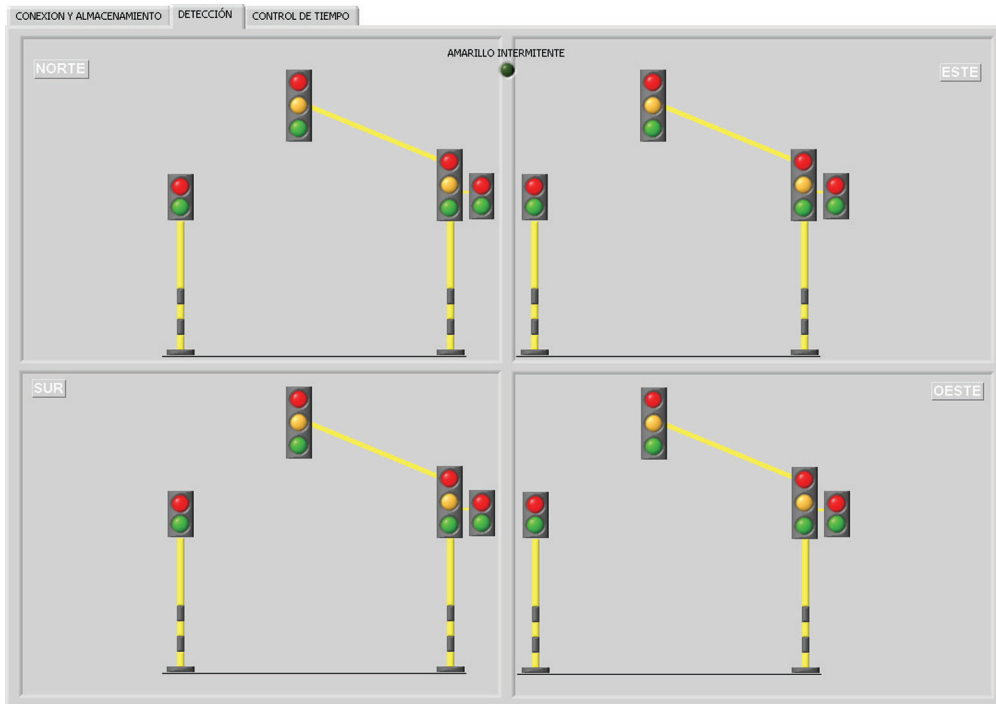 CONEXION Y ALMACENAMIENTO
DETECCIÓN
CONTROL DE TIEMPO
AMARILLO INTERMITENTE
NORTE
ESTE
SUR
OESTE